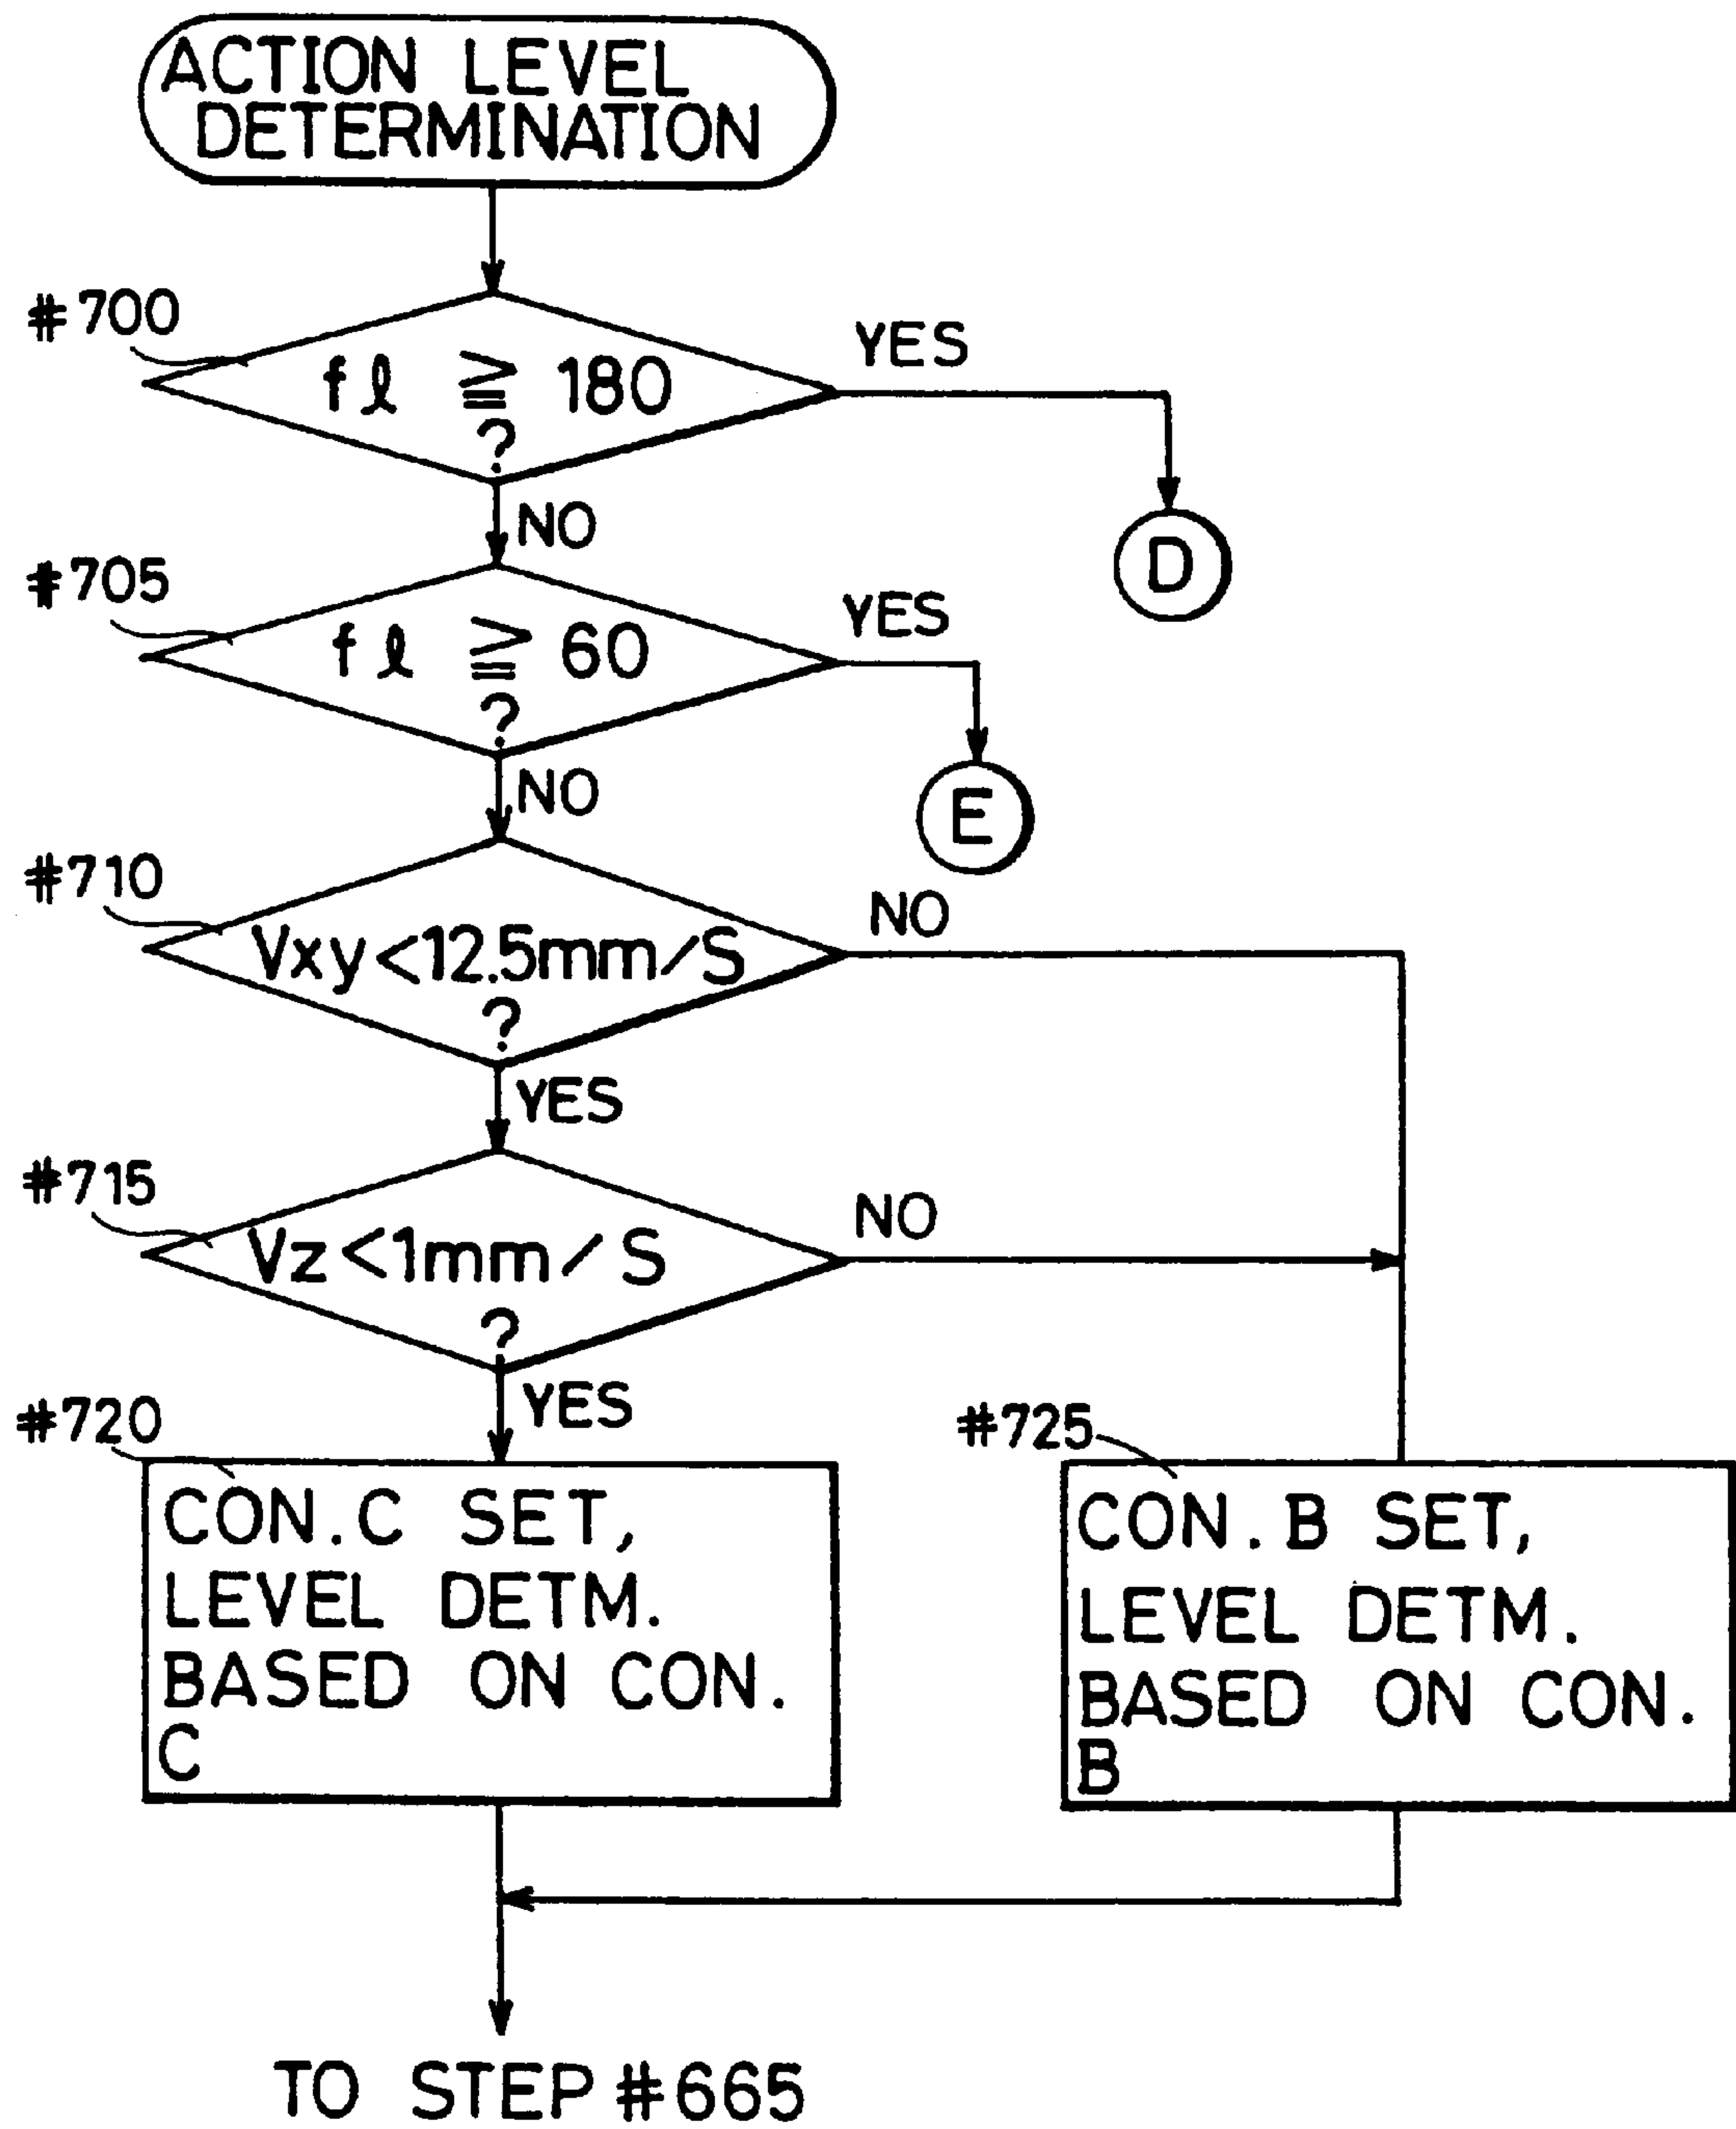 ACTION LEVEL
DETERMINATION
#700
fℓ ≧ 180
?
YES
NO
D
#705
fℓ ≧ 60
?
YES
NO
E
#710
Vxy<12.5mm/S
?
NO
YES
#715
Vz<1mm/S
?
NO
YES
#720
CON.C SET,
LEVEL DETM.
BASED ON CON.
C
#725
CON.B SET,
LEVEL DETM.
BASED ON CON.
B
TO STEP #665